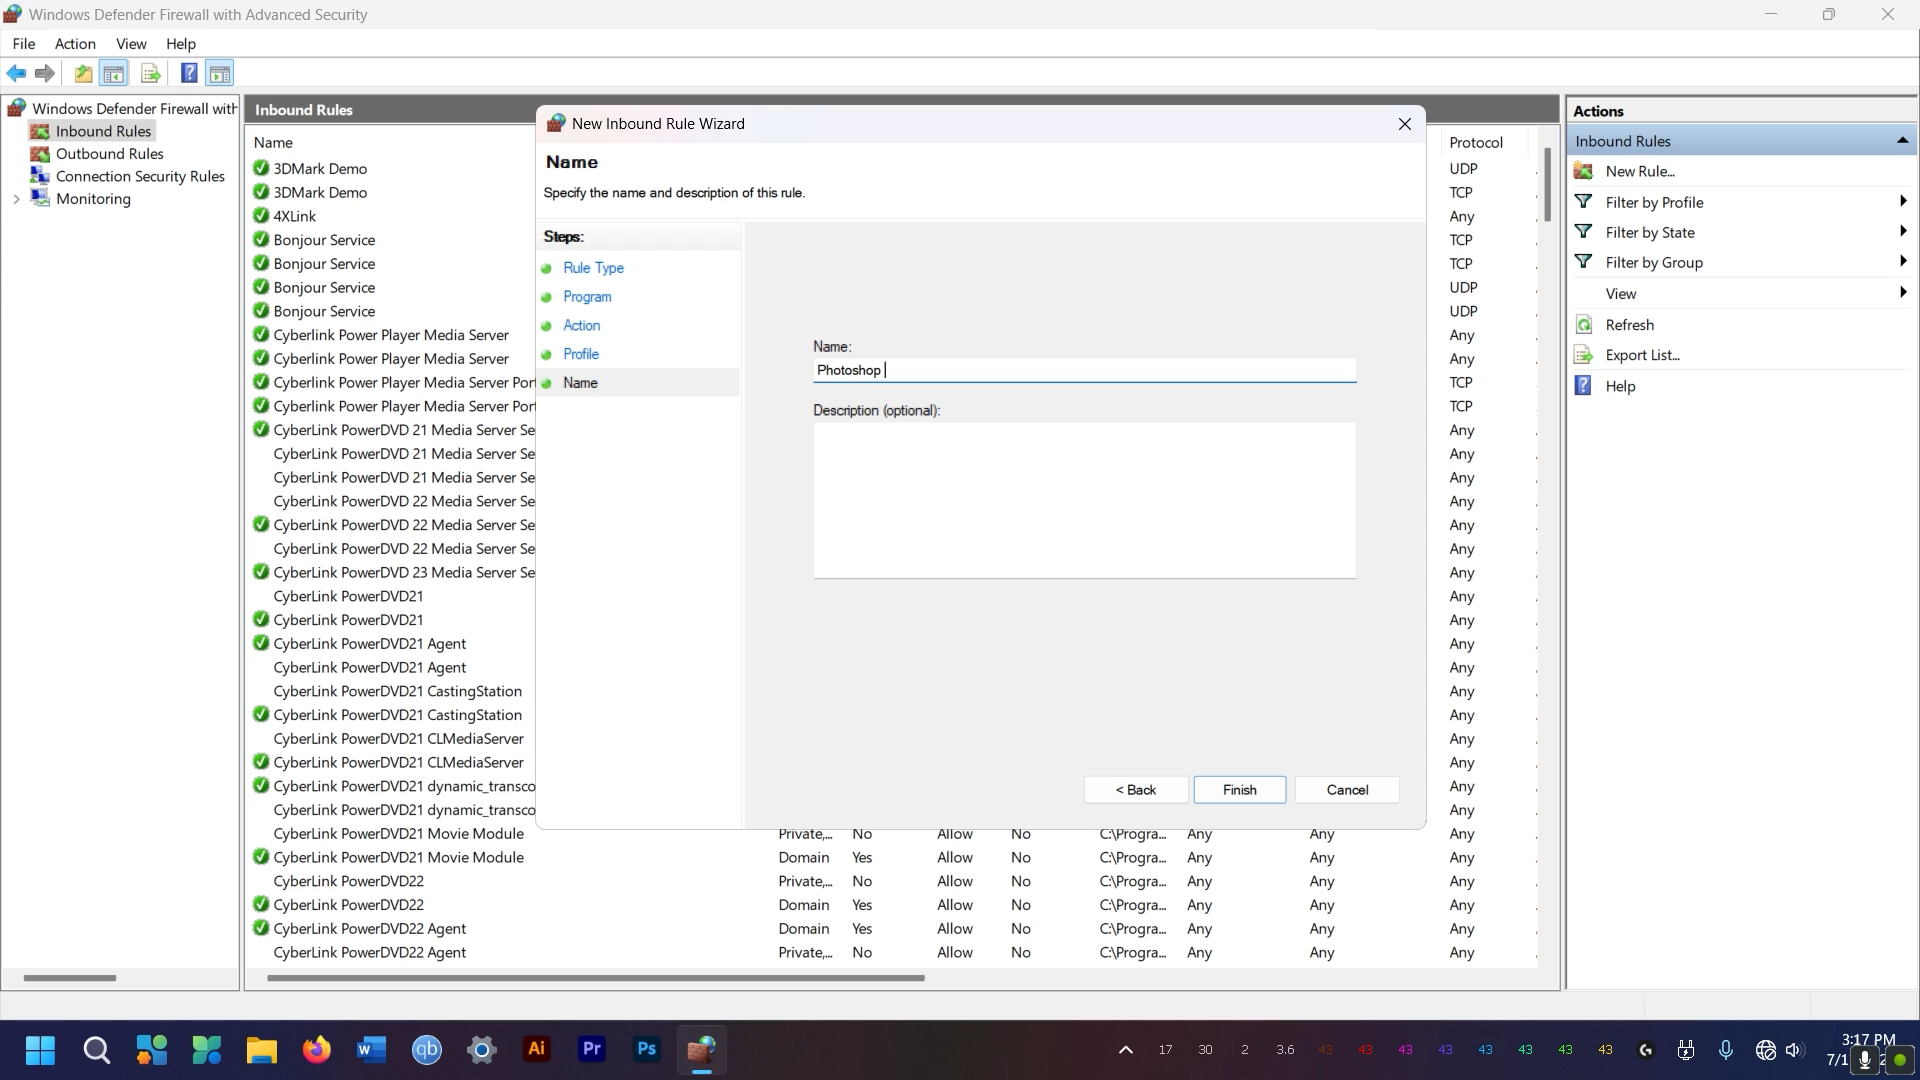 Windows Defender Firewall with Advanced Security
File Action View Help
Windows Defender Firewall with
Inbound Rules
Outbound Rules
Connection Security Rules
Monitoring
Inbound Rules
Name Protocol
3DMark Demo UDP
3DMark Demo TCP
4XLink Any
Bonjour Service TCP
Bonjour Service TCP
Bonjour Service UDP
Bonjour Service UDP
Cyberlink Power Player Media Server Any
Cyberlink Power Player Media Server Any
Cyberlink Power Player Media Server Port TCP
Cyberlink Power Player Media Server Port TCP
CyberLink PowerDVD 21 Media Server Se Any
CyberLink PowerDVD 21 Media Server Se Any
CyberLink PowerDVD 21 Media Server Se Any
CyberLink PowerDVD 22 Media Server Se Any
CyberLink PowerDVD 22 Media Server Se Any
CyberLink PowerDVD 22 Media Server Se Any
CyberLink PowerDVD 23 Media Server Se Any
CyberLink PowerDVD21 Any
CyberLink PowerDVD21 Any
CyberLink PowerDVD21 Agent Any
CyberLink PowerDVD21 Agent Any
CyberLink PowerDVD21 CastingStation Any
CyberLink PowerDVD21 CastingStation Any
CyberLink PowerDVD21 CLMediaServer Any
CyberLink PowerDVD21 CLMediaServer Any
CyberLink PowerDVD21 dynamic_transco Any
CyberLink PowerDVD21 dynamic_transco Any
CyberLink PowerDVD21 Movie Module Private,... No Allow No C:\Progra... Any Any Any
CyberLink PowerDVD21 Movie Module Domain Yes Allow No C:\Progra... Any Any Any
CyberLink PowerDVD22 Private,... No Allow No C:\Progra... Any Any Any
CyberLink PowerDVD22 Domain Yes Allow No C:\Progra... Any Any Any
CyberLink PowerDVD22 Agent Domain Yes Allow No C:\Progra... Any Any Any
CyberLink PowerDVD22 Agent Private,... No Allow No C:\Progra... Any Any Any
New Inbound Rule Wizard
Name
Specify the name and description of this rule.
Steps:
Rule Type
Program
Action
Profile
Name
Name:
Photoshop
Description (optional):
< Back Finish Cancel
Actions
Inbound Rules
New Rule...
Filter by Profile
Filter by State
Filter by Group
View
Refresh
Export List...
Help
W qb Ai Pr Ps 17 30 2 3.6 43 43 43 43 43 43 43 43 G 3:17 PM
7/1